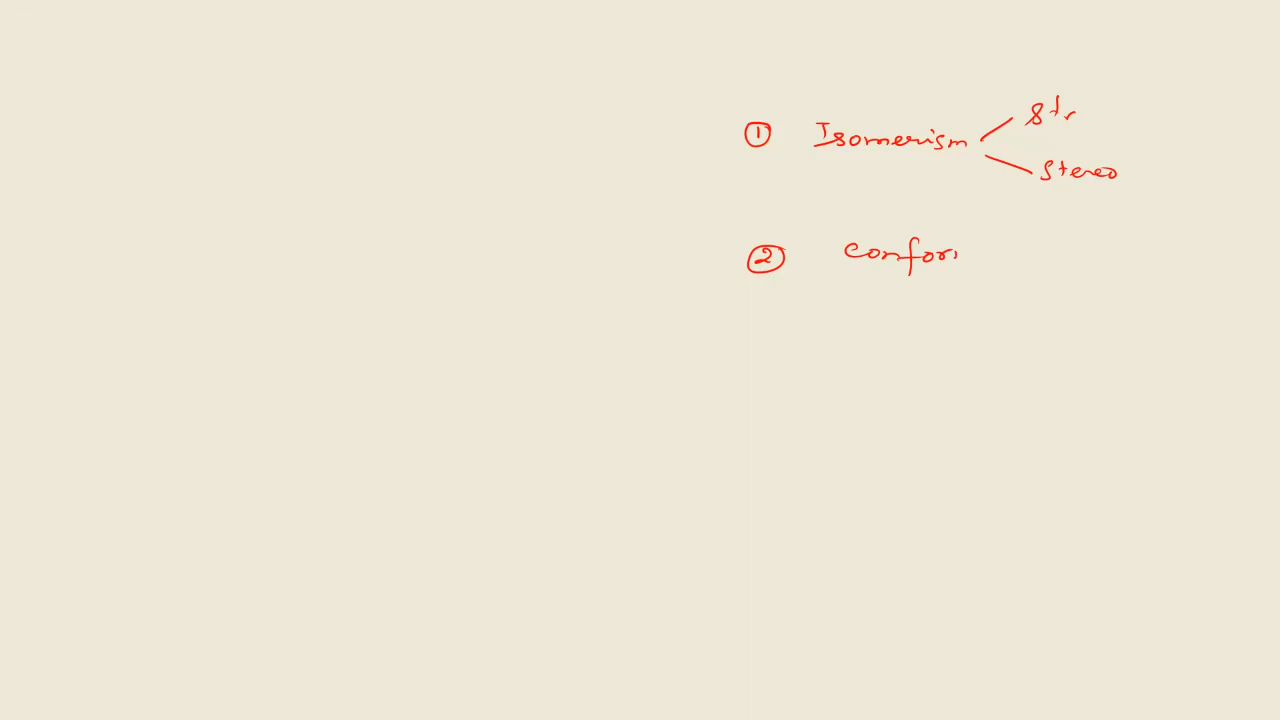 ① Isomerism
Str
Stereo
② Confor